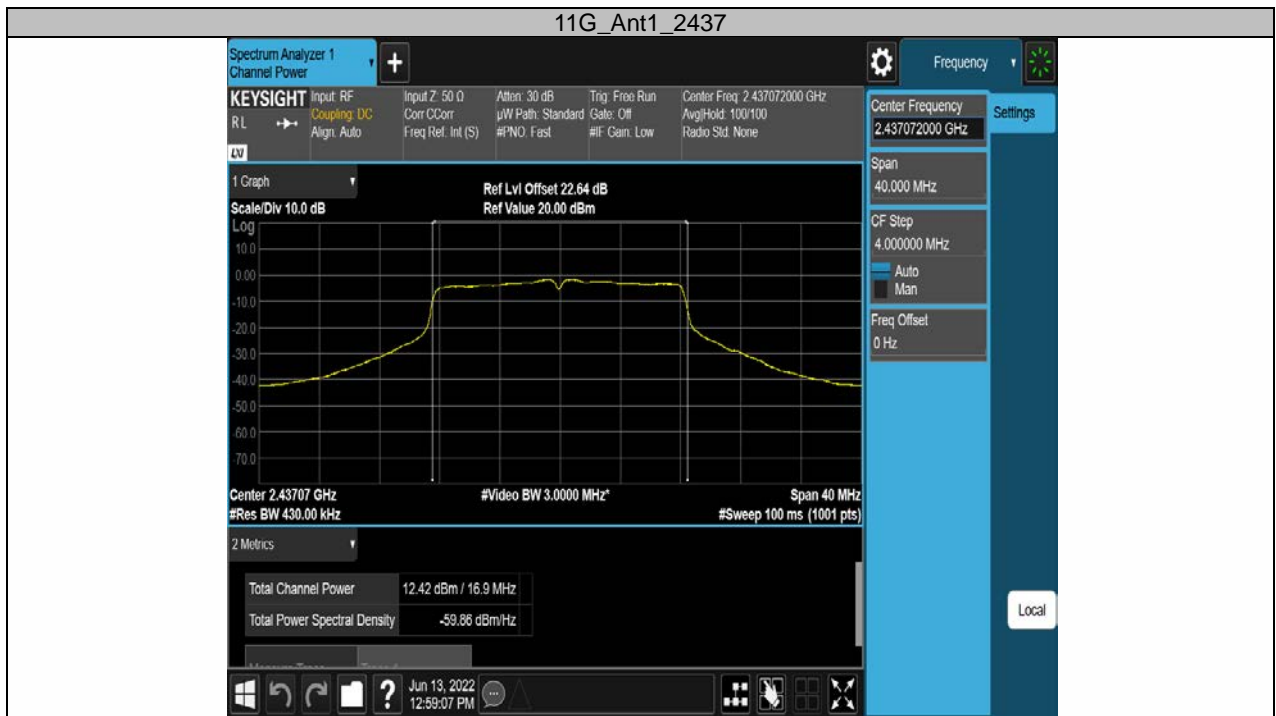 11G_Ant1_2437
Spectrum Analyzer 1
Channel Power
+
Frequency
KEYSIGHT
RL
LXI
Input: RF
Coupling: DC
Align: Auto
Input Z: 50 Ω
Corr CCorr
Freq Ref: Int (S)
Atten: 30 dB
µW Path: Standard
#PNO: Fast
Trig: Free Run
Gate: Off
#IF Gain: Low
Center Freq: 2.437072000 GHz
Avg|Hold: 100/100
Radio Std: None
Center Frequency
2.437072000 GHz
Settings
Span
40.000 MHz
CF Step
4.000000 MHz
Auto
Man
Freq Offset
0 Hz
Local
1 Graph
Scale/Div 10.0 dB
Ref Lvl Offset 22.64 dB
Ref Value 20.00 dBm
Log
10.0
0.00
-10.0
-20.0
-30.0
-40.0
-50.0
-60.0
-70.0
Center 2.43707 GHz
#Video BW 3.0000 MHz*
Span 40 MHz
#Res BW 430.00 kHz
#Sweep 100 ms (1001 pts)
2 Metrics
Total Channel Power 12.42 dBm / 16.9 MHz
Total Power Spectral Density -59.86 dBm/Hz
?
Jun 13, 2022
12:59:07 PM